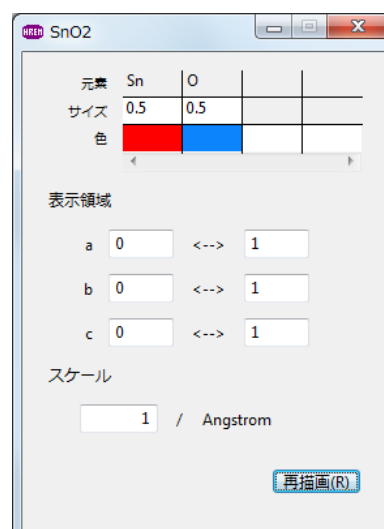 HREM SnO2
元素 Sn O
サイズ 0.5 0.5
色
表示領域
a 0 <--> 1
b 0 <--> 1
c 0 <--> 1
スケール
1 / Angstrom
再描画(R)